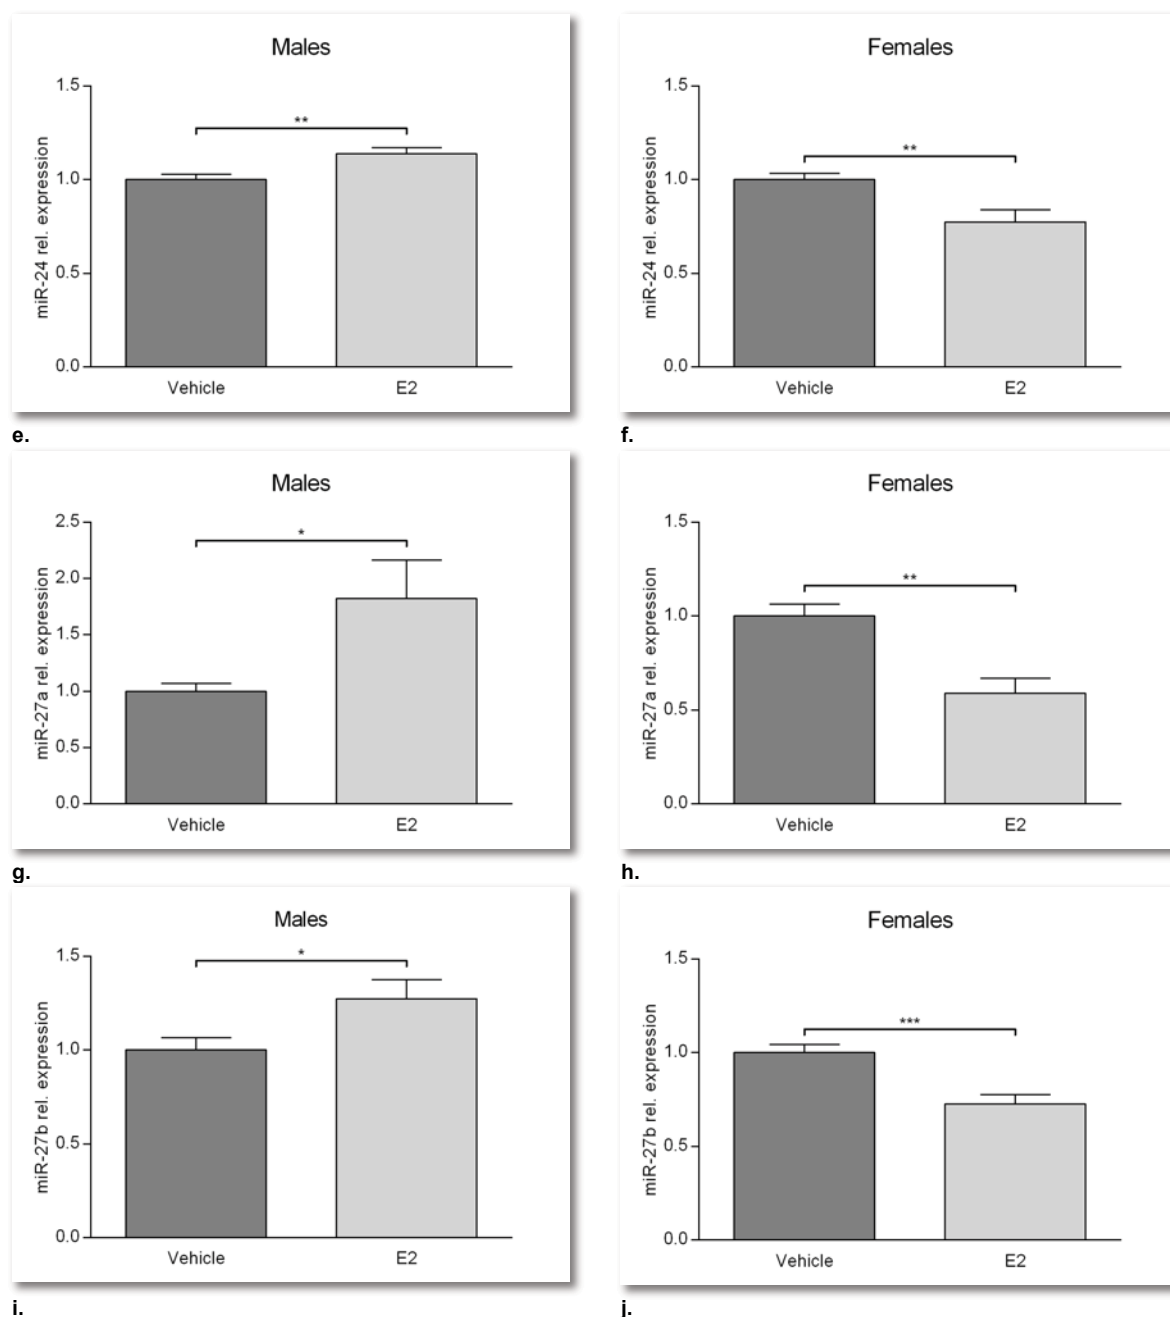 Males
1.5
**
1.0
0.5
0.0
miR-24 rel. expression
Vehicle
E2
Females
1.5
**
1.0
0.5
0.0
miR-24 rel. expression
Vehicle
E2
e.
f.
Males
2.5
*
2.0
1.5
1.0
0.5
0.0
miR-27a rel. expression
Vehicle
E2
Females
1.5
**
1.0
0.5
0.0
miR-27a rel. expression
Vehicle
E2
g.
h.
Males
1.5
*
1.0
0.5
0.0
miR-27b rel. expression
Vehicle
E2
Females
1.5
***
1.0
0.5
0.0
miR-27b rel. expression
Vehicle
E2
i.
j.